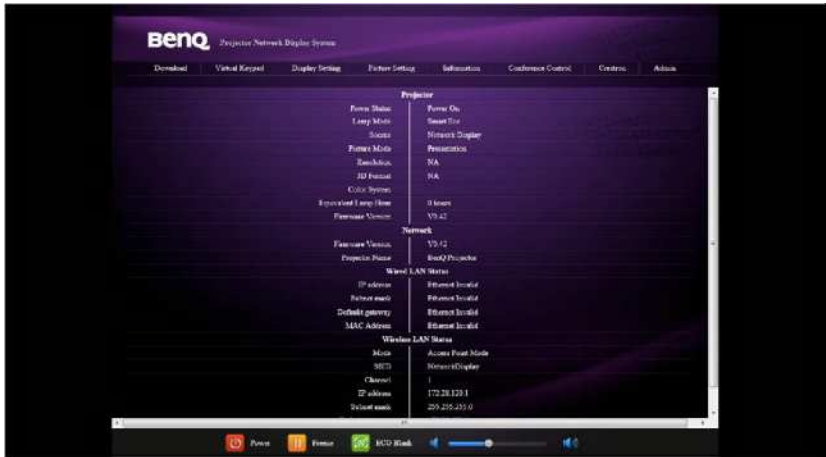 BenQ Projector Network Display System
Download Virtual Keypad Display Setting Picture Setting Information Conference Control Crestron Admin
Projector
Power Status Power On
Lamp Mode Smart Eco
Source Network Display
Picture Mode Presentation
Resolution NA
3D Format NA
Color System
Equivalent Lamp Hour 0 hours
Firmware Version V0.42
Network
Firmware Version V0.42
Projector Name BenQ Projector
Wired LAN Status
IP address Ethernet Invalid
Subnet mask Ethernet Invalid
Default gateway Ethernet Invalid
MAC Address Ethernet Invalid
Wireless LAN Status
Mode Access Point Mode
SSID NetworkDisplay
Channel 1
IP address 172.28.120.1
Subnet mask 255.255.255.0
Power Freeze ECO Blank